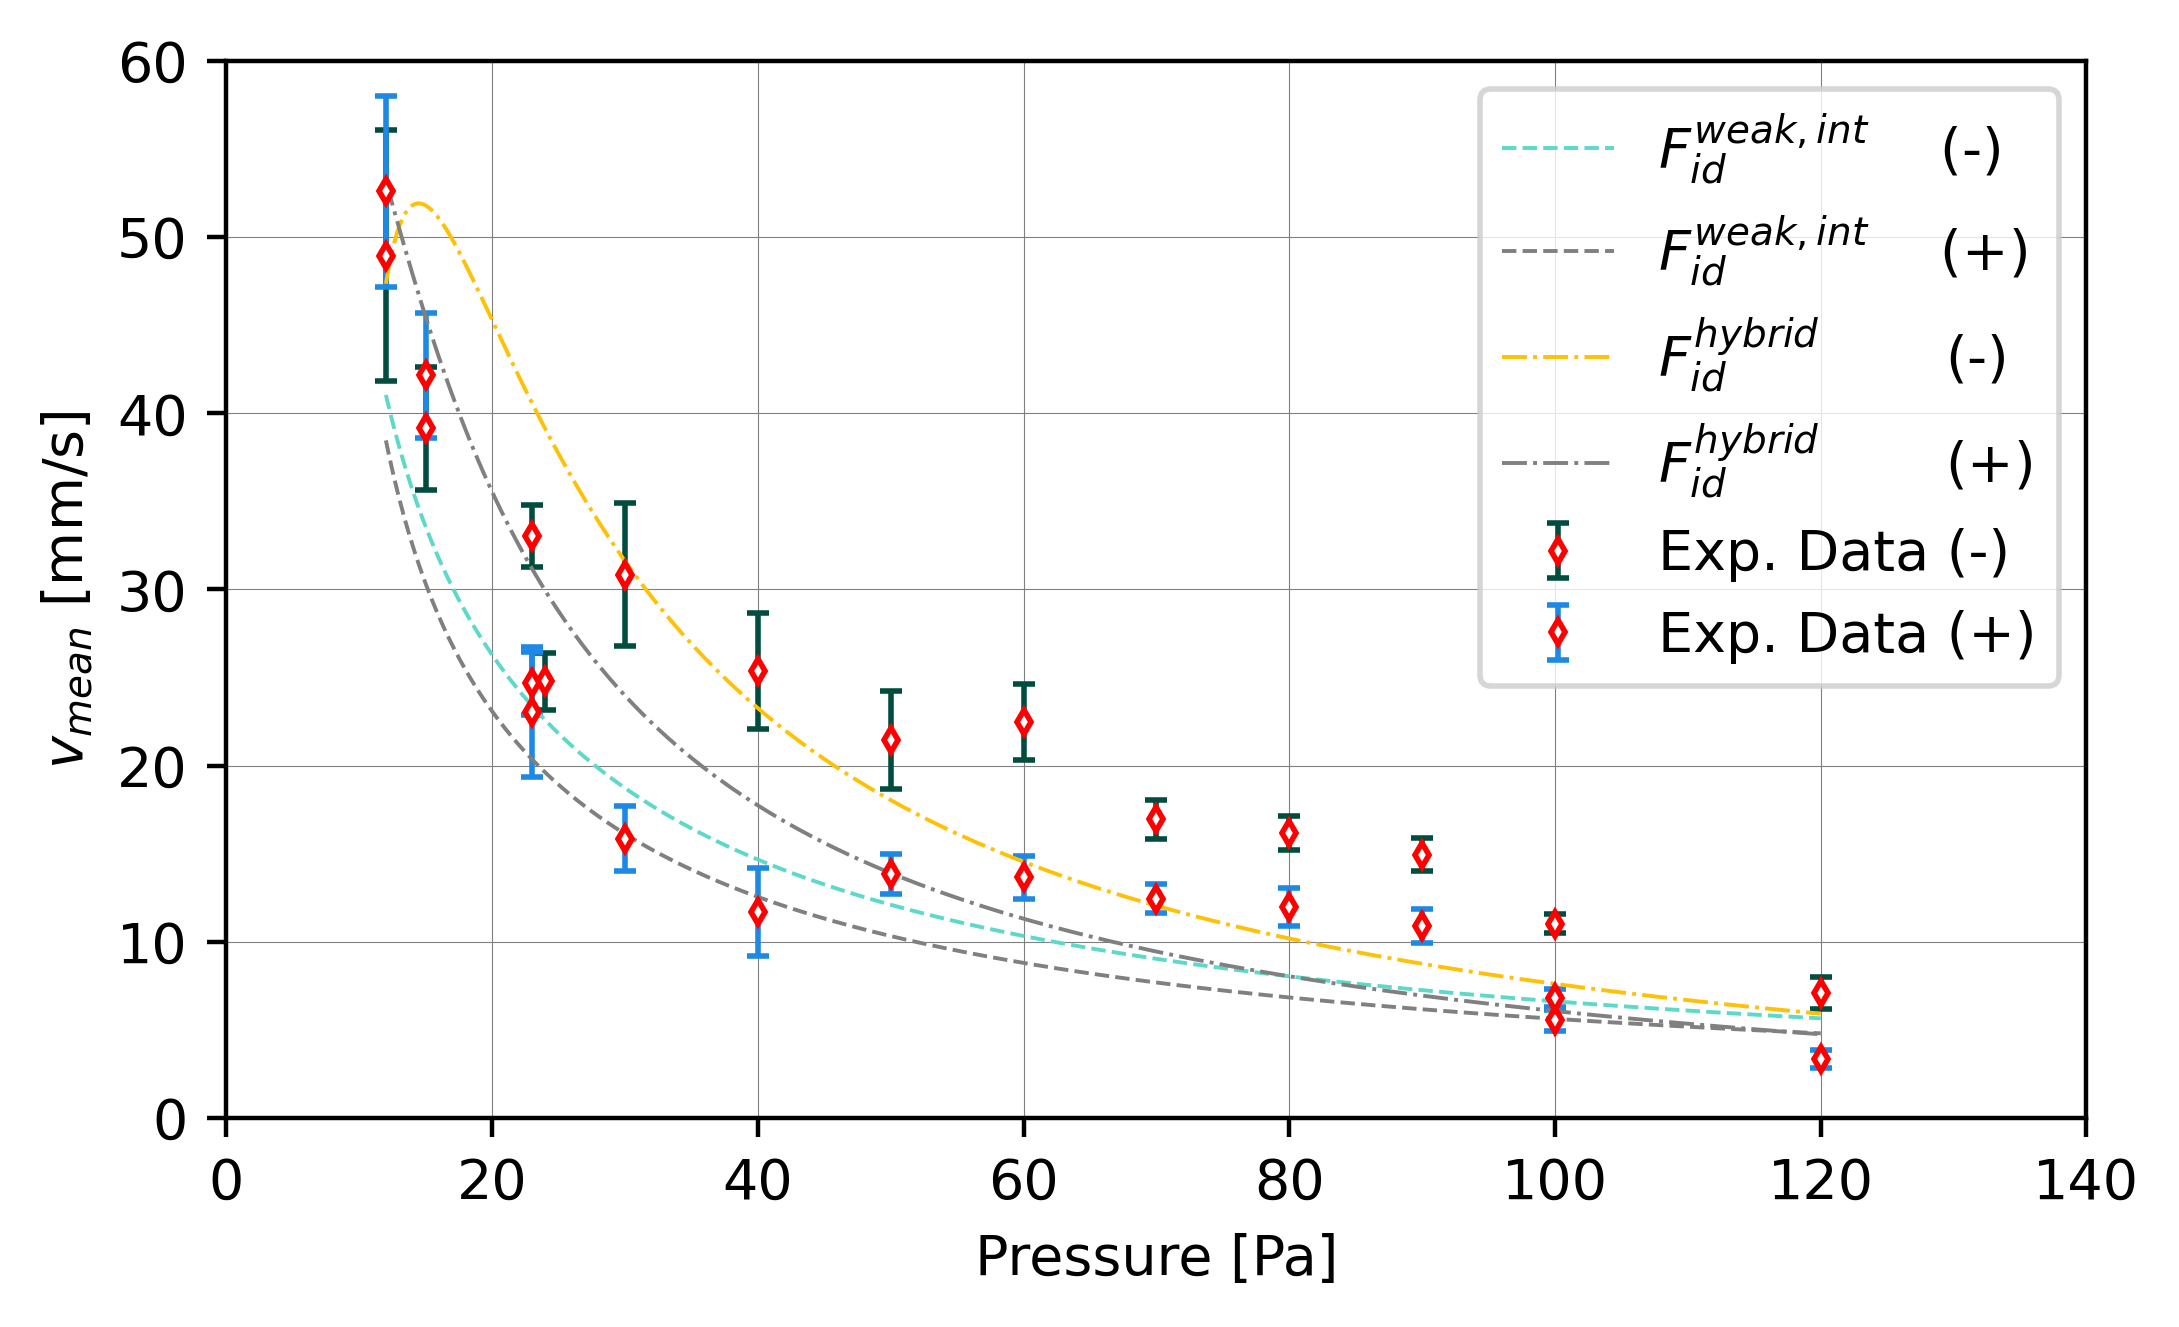 60
50
40
30
20
10
0
v_mean [mm/s]
0 20 40 60 80 100 120 140
Pressure [Pa]
F_id^weak,int (-)
F_id^weak,int (+)
F_id^hybrid (-)
F_id^hybrid (+)
Exp. Data (-)
Exp. Data (+)